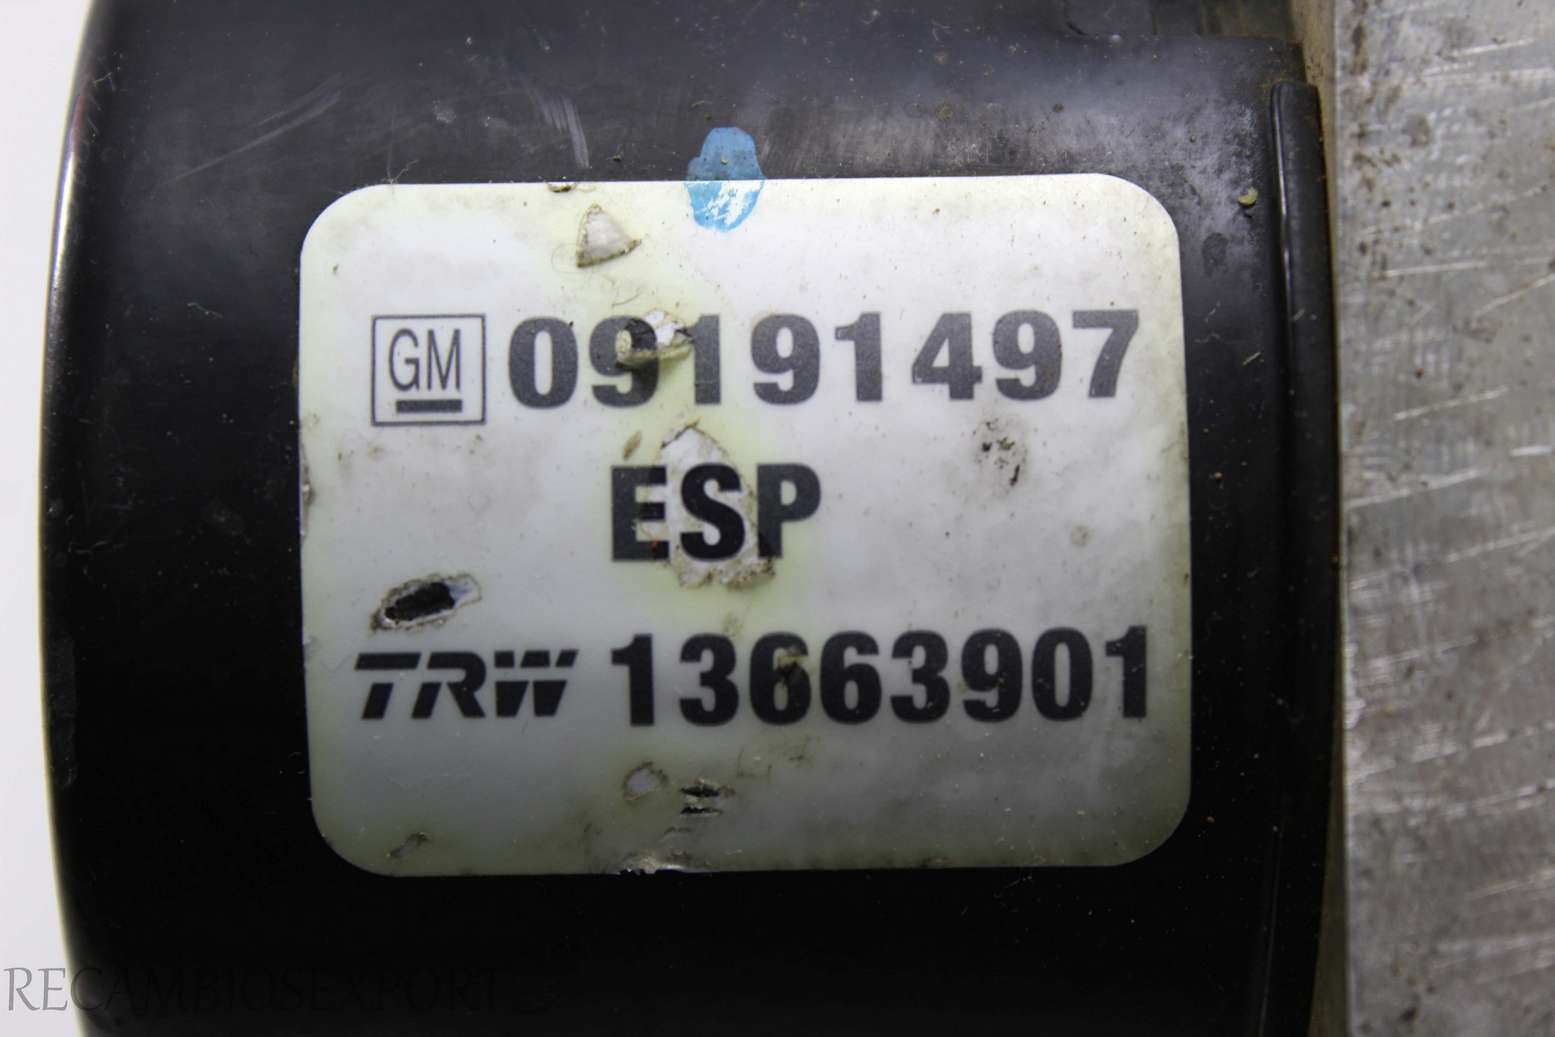 GM 09191497
ESP
TRW 13663901
RECAMBIOSEXPORT